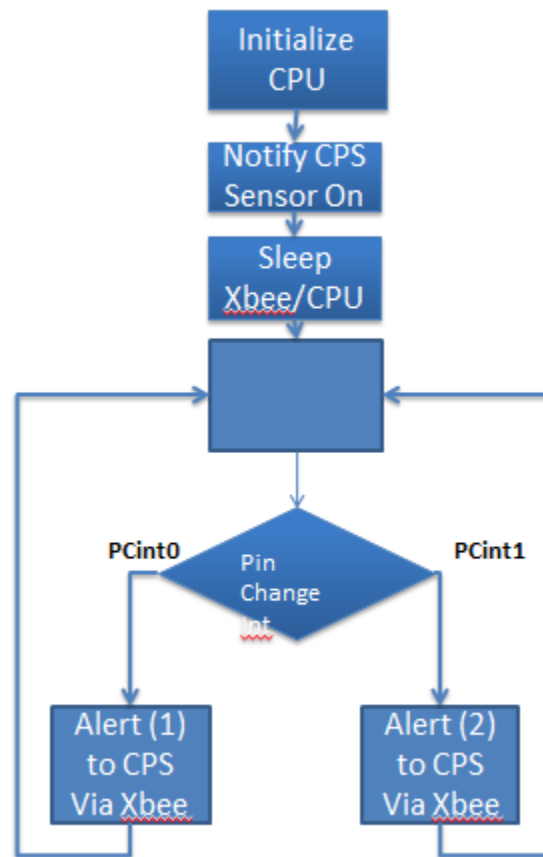 Initialize
CPU
Notify CPS
Sensor On
Sleep
Xbee/CPU
PCint0
PCint1
Pin
Change
int
Alert (1)
to CPS
Via Xbee
Alert (2)
to CPS
Via Xbee